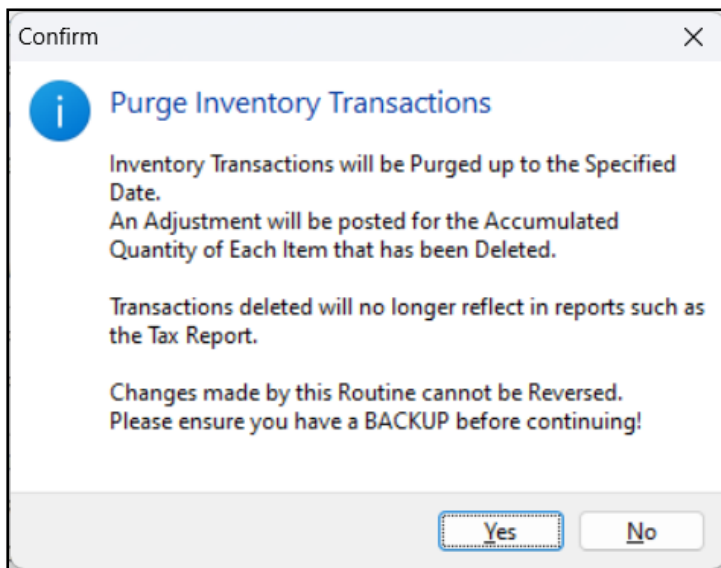 Confirm
Purge Inventory Transactions
Inventory Transactions will be Purged up to the Specified
Date.
An Adjustment will be posted for the Accumulated
Quantity of Each Item that has been Deleted.
Transactions deleted will no longer reflect in reports such as
the Tax Report.
Changes made by this Routine cannot be Reversed.
Please ensure you have a BACKUP before continuing!
Yes No